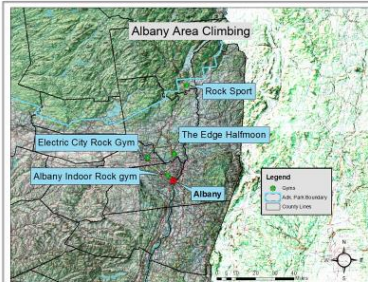 Albany Area Climbing
Rock Sport
Electric City Rock Gym
The Edge Halfmoon
Albany Indoor Rock gym
Albany
Legend
Gyms
Adk. Park Boundary
County Lines
N